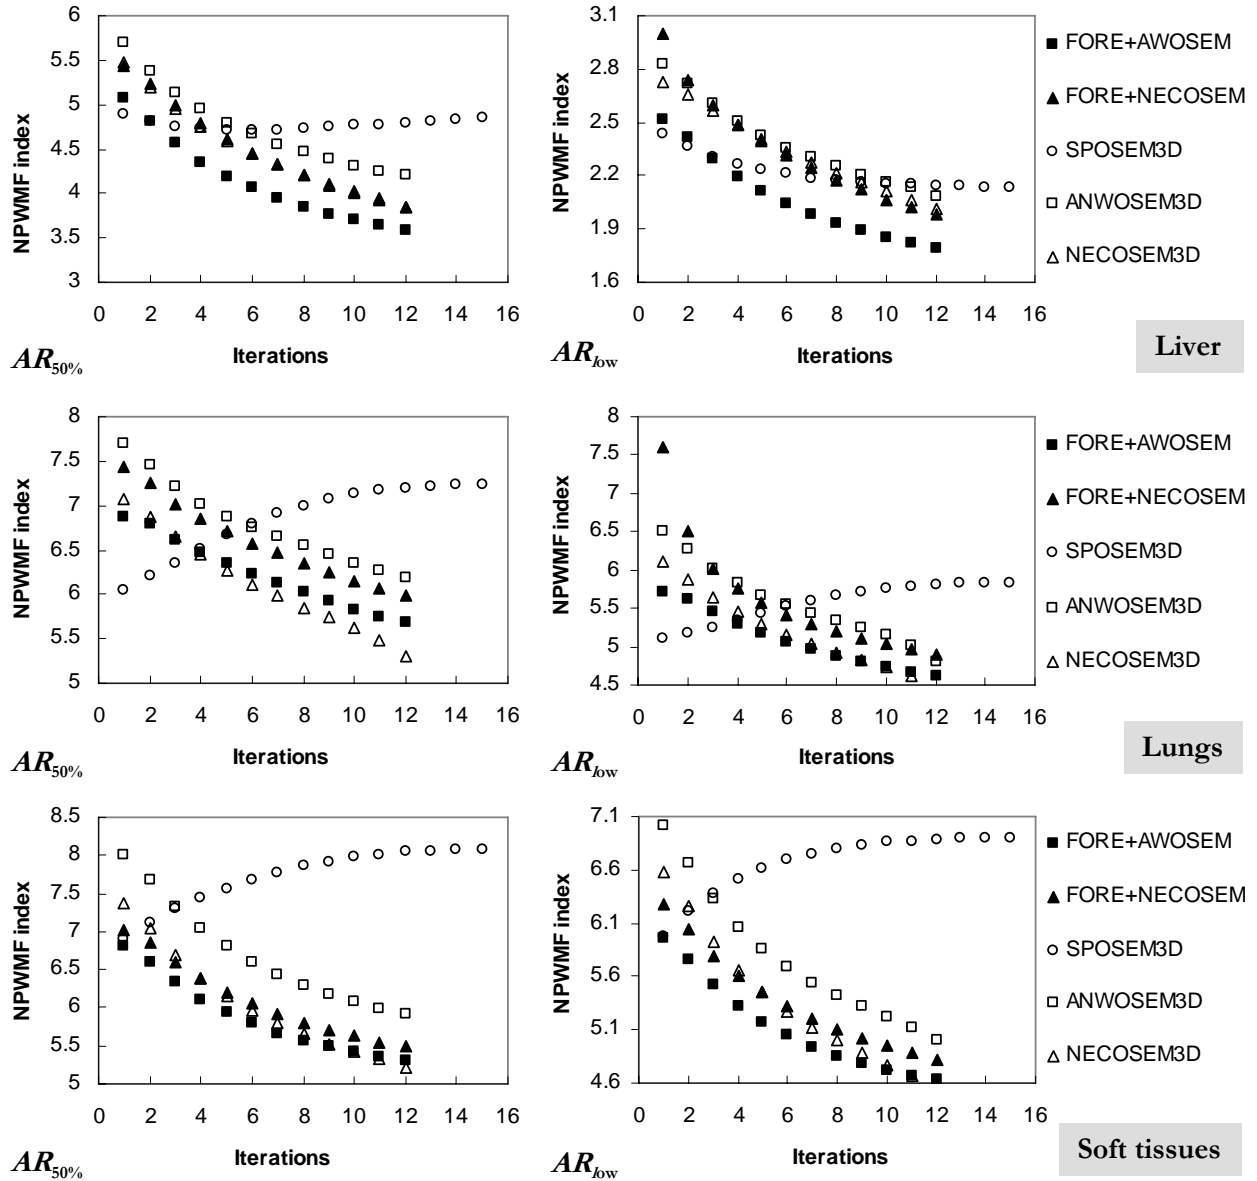 6
5.5
5
4.5
4
3.5
3
NPWMF index
0 2 4 6 8 10 12 14 16
Iterations
AR50%
3.1
2.8
2.5
2.2
1.9
1.6
NPWMF index
0 2 4 6 8 10 12 14 16
Iterations
ARlow
FORE+AWOSEM
FORE+NECOSEM
SPOSEM3D
ANWOSEM3D
NECOSEM3D
Liver
8
7.5
7
6.5
6
5.5
5
NPWMF index
0 2 4 6 8 10 12 14 16
Iterations
AR50%
8
7.5
7
6.5
6
5.5
5
4.5
NPWMF index
0 2 4 6 8 10 12 14 16
Iterations
ARlow
FORE+AWOSEM
FORE+NECOSEM
SPOSEM3D
ANWOSEM3D
NECOSEM3D
Lungs
8.5
8
7.5
7
6.5
6
5.5
5
NPWMF index
0 2 4 6 8 10 12 14 16
Iterations
AR50%
7.1
6.6
6.1
5.6
5.1
4.6
NPWMF index
0 2 4 6 8 10 12 14 16
Iterations
ARlow
FORE+AWOSEM
FORE+NECOSEM
SPOSEM3D
ANWOSEM3D
NECOSEM3D
Soft tissues